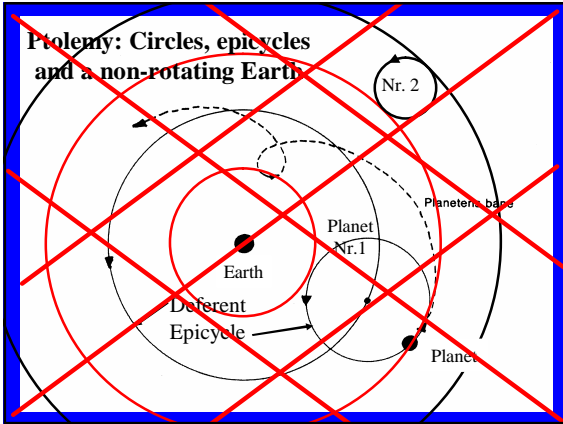 Ptolemy: Circles, epicycles
and a non-rotating Earth
Nr. 2
Planetens bane
Planet
Nr.1
Earth
Deferent
Epicycle
Planet